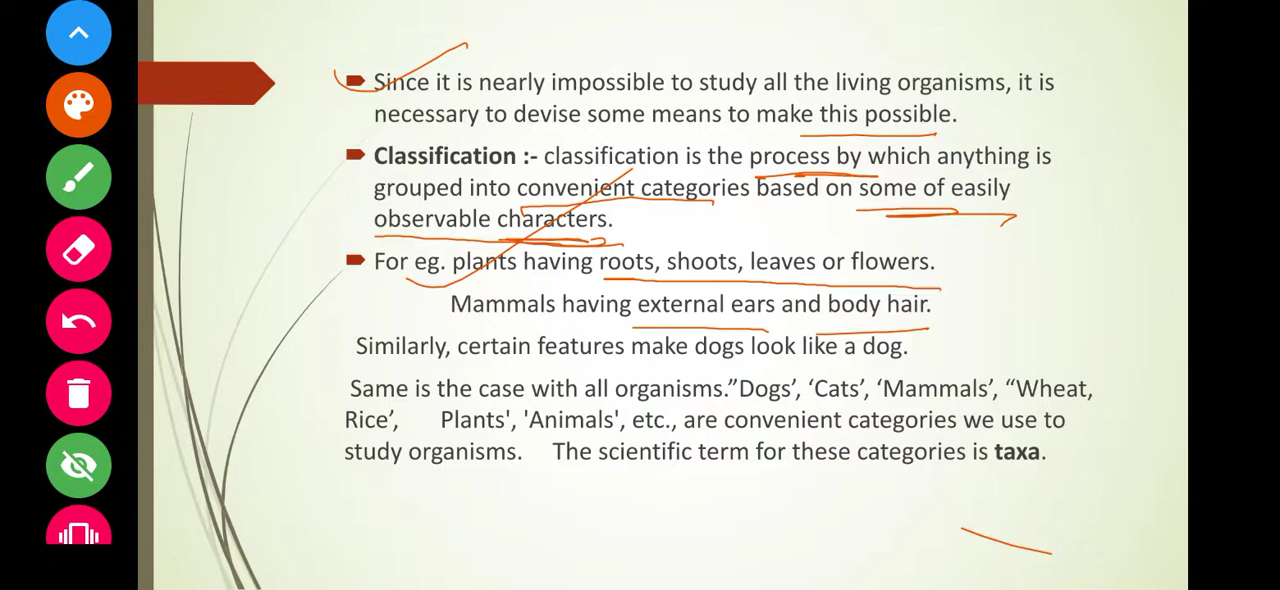 Since it is nearly impossible to study all the living organisms, it is
necessary to devise some means to make this possible.
Classification :- classification is the process by which anything is
grouped into convenient categories based on some of easily
observable characters.
For eg. plants having roots, shoots, leaves or flowers.
Mammals having external ears and body hair.
Similarly, certain features make dogs look like a dog.
Same is the case with all organisms.”Dogs’, ‘Cats’, ‘Mammals’, “Wheat,
Rice’, Plants', 'Animals', etc., are convenient categories we use to
study organisms. The scientific term for these categories is taxa.